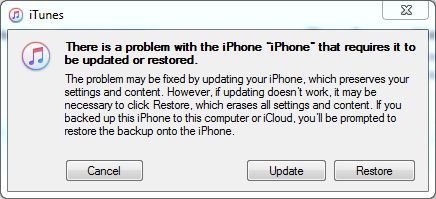 iTunes
There is a problem with the iPhone "iPhone" that requires it to
be updated or restored.
The problem may be fixed by updating your iPhone, which preserves your
settings and content. However, if updating doesn't work, it may be
necessary to click Restore, which erases all settings and content. If you
backed up this iPhone to this computer or iCloud, you'll be prompted to
restore the backup onto the iPhone.
Cancel
Update
Restore